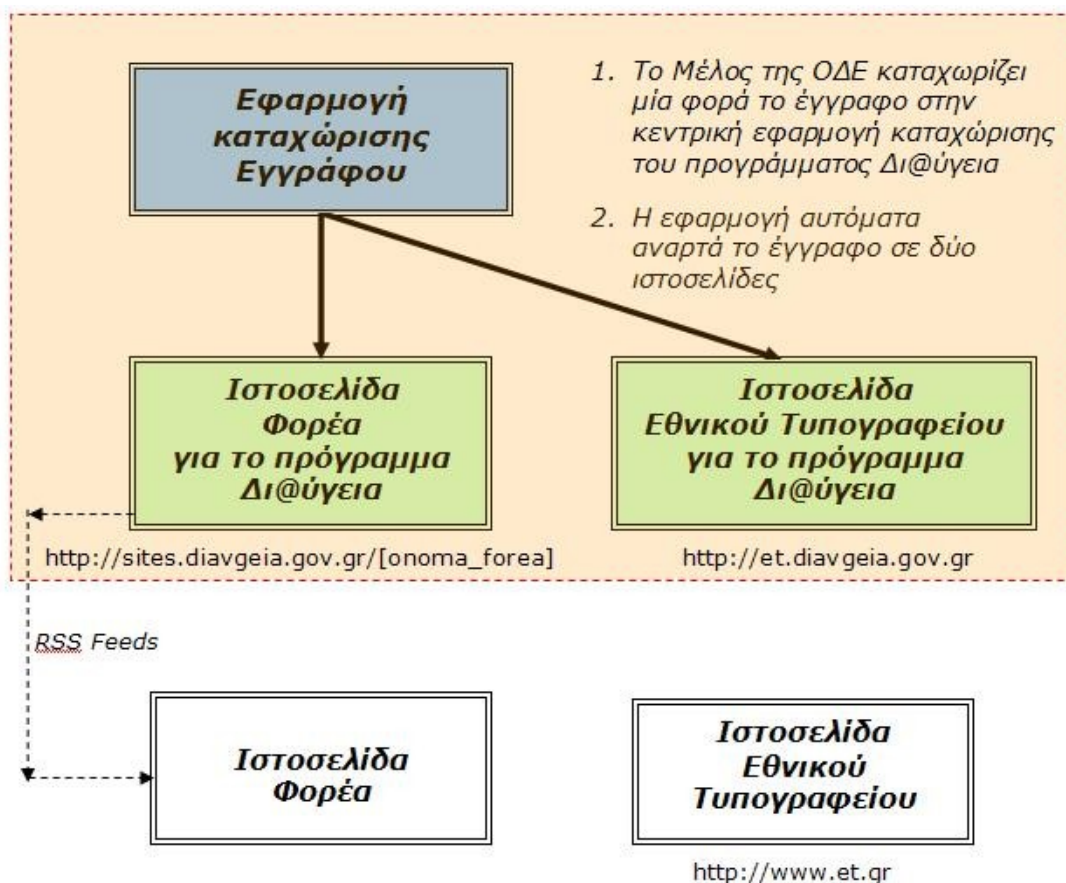 Εφαρμογή
καταχώρισης
Εγγράφου
1. Το Μέλος της ΟΔΕ καταχωρίζει
μία φορά το έγγραφο στην
κεντρική εφαρμογή καταχώρισης
του προγράμματος Δι@ύγεια
2. Η εφαρμογή αυτόματα
αναρτά το έγγραφο σε δύο
ιστοσελίδες
Ιστοσελίδα
Φορέα
για το πρόγραμμα
Δι@ύγεια
http://sites.diavgeia.gov.gr/[onoma_forea]
Ιστοσελίδα
Εθνικού Τυπογραφείου
για το πρόγραμμα
Δι@ύγεια
http://et.diavgeia.gov.gr
RSS Feeds
Ιστοσελίδα
Φορέα
Ιστοσελίδα
Εθνικού
Τυπογραφείου
http://www.et.gr